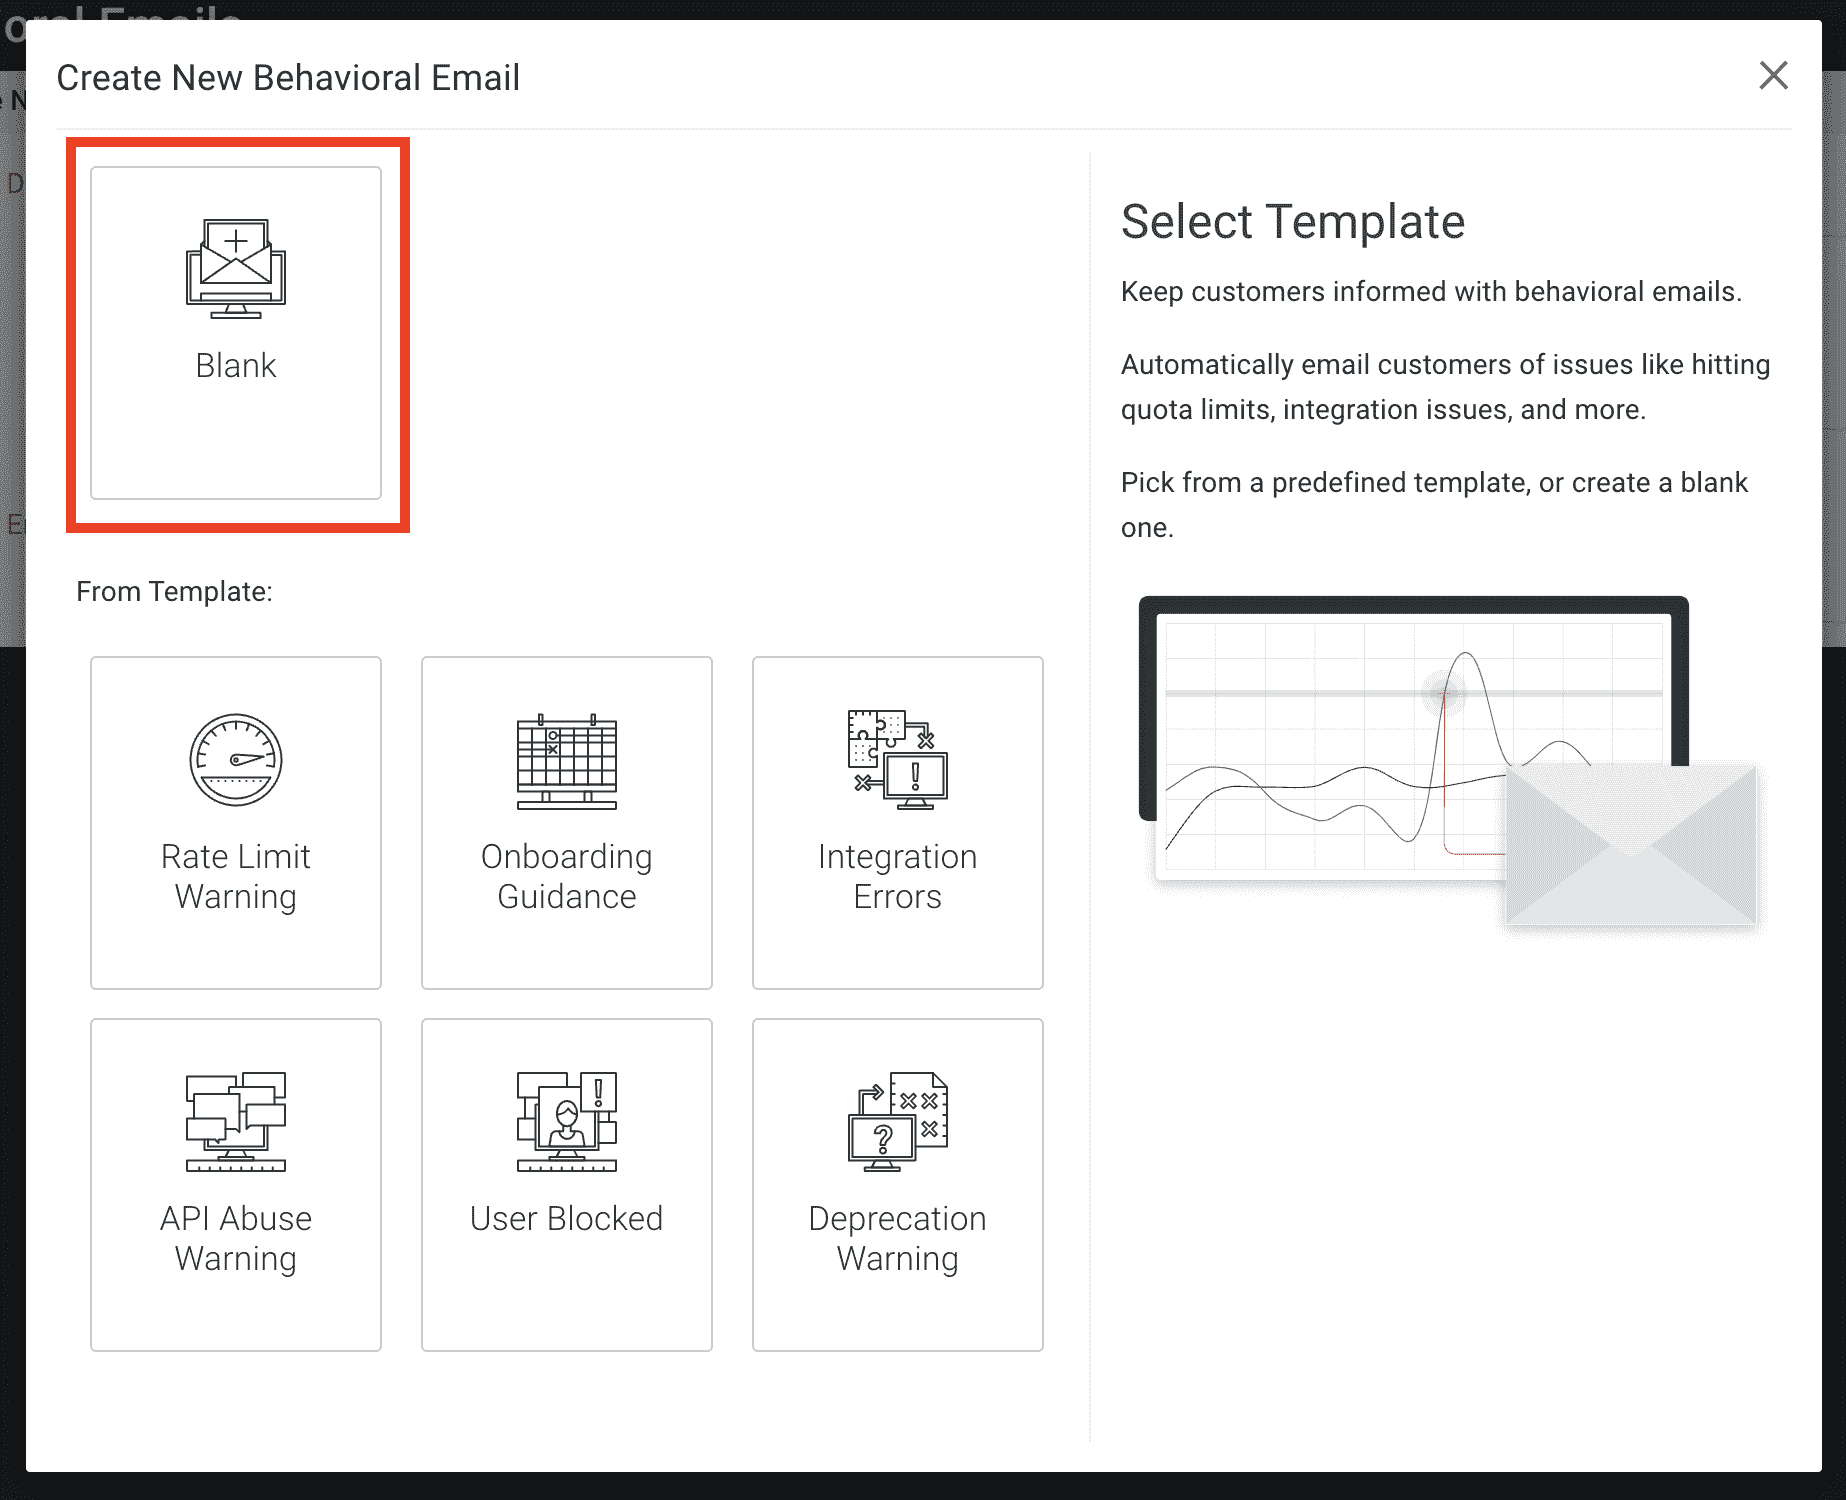 Create New Behavioral Email
Blank
From Template:
Rate Limit
Warning
Onboarding
Guidance
Integration
Errors
API Abuse
Warning
User Blocked
Deprecation
Warning
Select Template
Keep customers informed with behavioral emails.
Automatically email customers of issues like hitting
quota limits, integration issues, and more.
Pick from a predefined template, or create a blank
one.